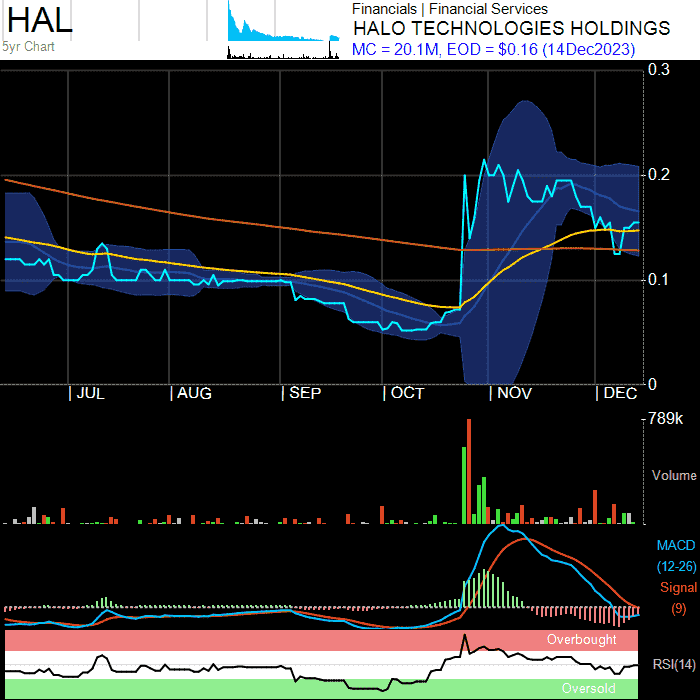 HAL
5yr Chart
Financials | Financial Services
HALO TECHNOLOGIES HOLDINGS
MC = 20.1M, EOD = $0.16 (14Dec2023)
0.3
0.2
0.1
0
| JUL | AUG | SEP | OCT | NOV | DEC
789k
Volume
MACD
(12-26)
Signal
(9)
Overbought
RSI(14)
Oversold